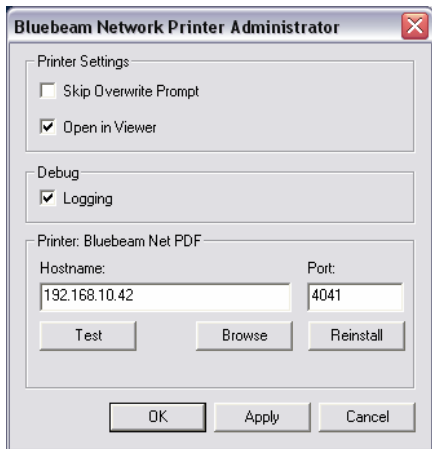 Bluebeam Network Printer Administrator
Printer Settings
Skip Overwrite Prompt
Open in Viewer
Debug
Logging
Printer: Bluebeam Net PDF
Hostname: Port:
192.168.10.42 4041
Test Browse Reinstall
OK Apply Cancel